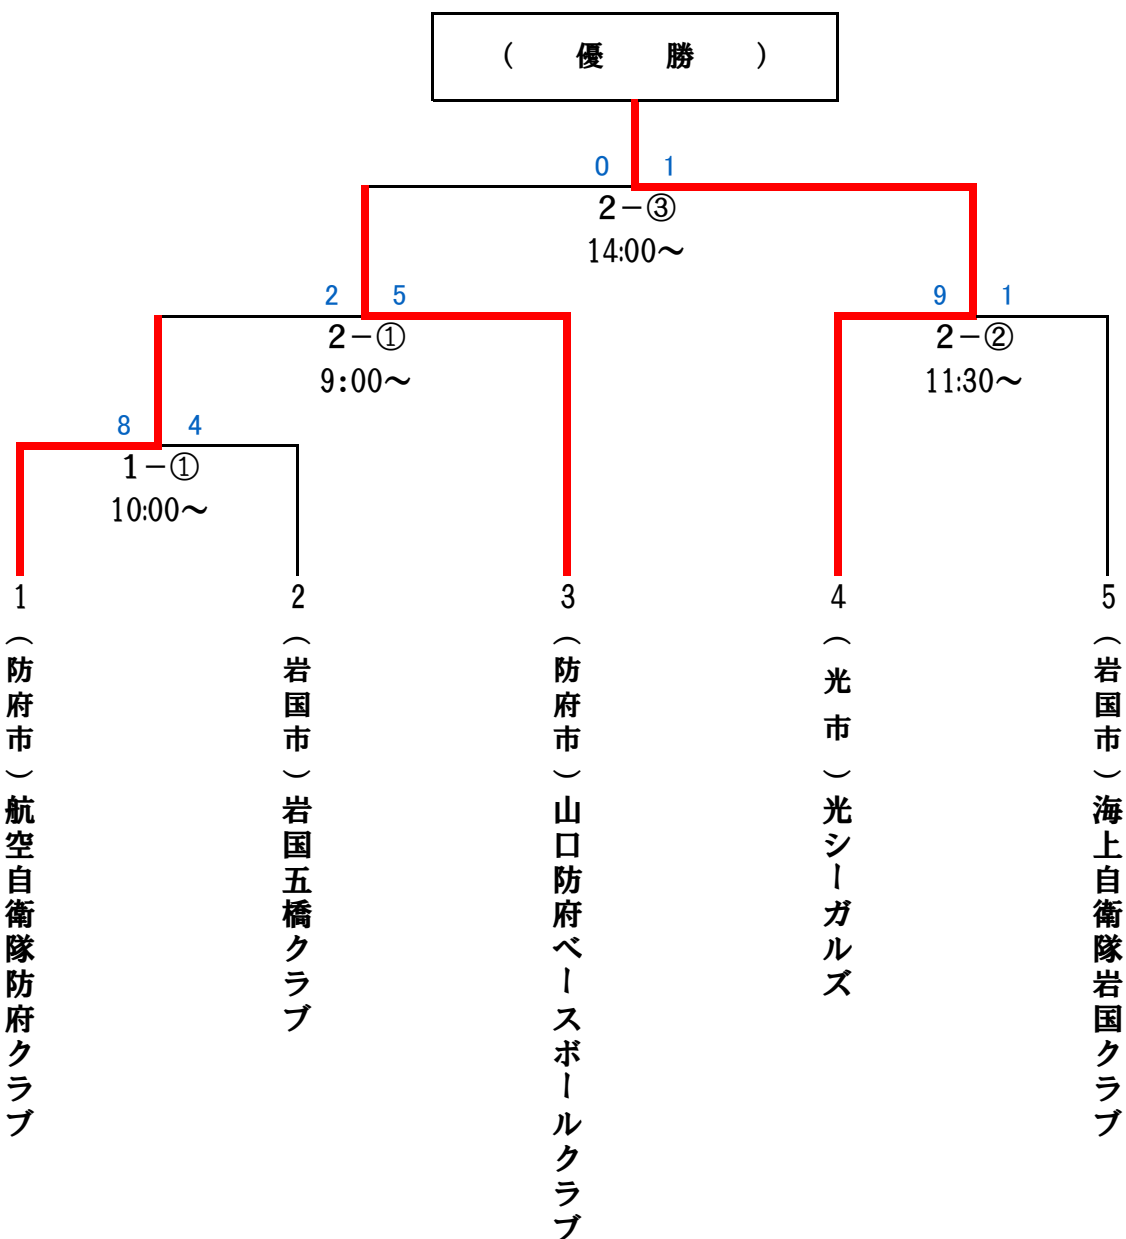 （　優　勝　）
0 1
2－③
14:00～
2 5
2－①
9:00～
9 1
2－②
11:30～
8 4
1－①
10:00～
1
（防府市）航空自衛隊防府クラブ
2
（岩国市）岩国五橋クラブ
3
（防府市）山口防府ベースボールクラブ
4
（光市）光シーガルズ
5
（岩国市）海上自衛隊岩国クラブ